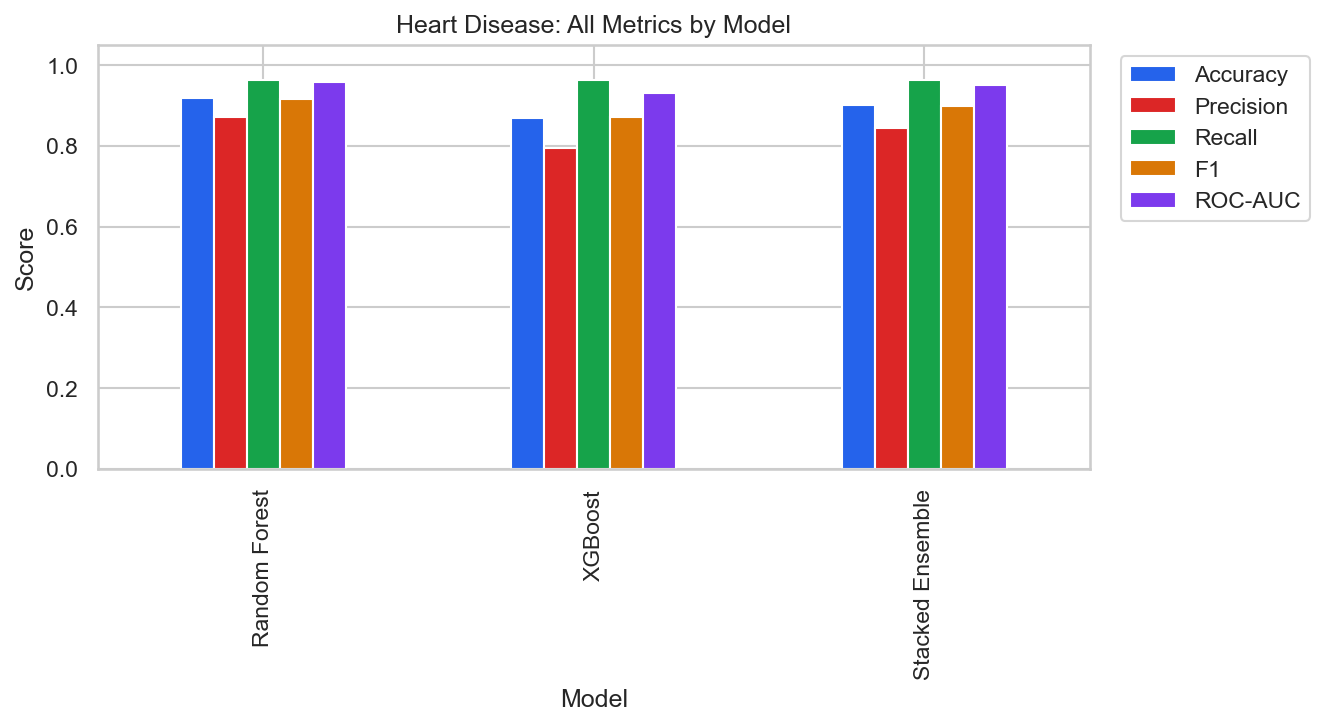 Heart Disease: All Metrics by Model
Score
1.0
0.8
0.6
0.4
0.2
0.0
Random Forest
XGBoost
Stacked Ensemble
Model
Accuracy
Precision
Recall
F1
ROC-AUC